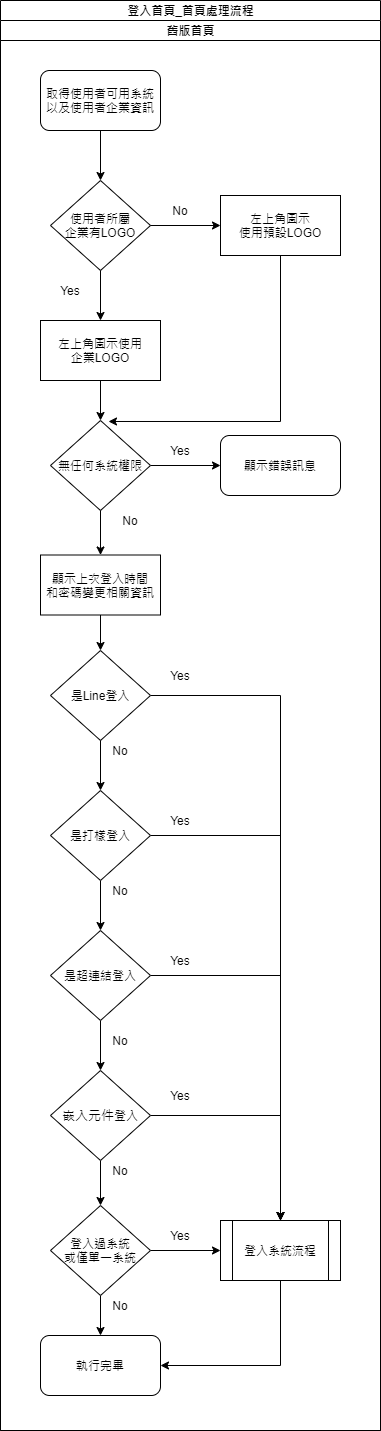 登入首頁_首頁處理流程
舊版首頁
取得使用者可用系統
以及使用者企業資訊
使用者所屬
企業有LOGO
No
左上角圖示
使用預設LOGO
Yes
左上角圖示使用
企業LOGO
無任何系統權限
Yes
顯示錯誤訊息
No
顯示上次登入時間
和密碼變更相關資訊
是Line登入
Yes
No
是打樣登入
Yes
No
是超連結登入
Yes
No
嵌入元件登入
Yes
No
登入過系統
或僅單一系統
Yes
登入系統流程
No
執行完畢